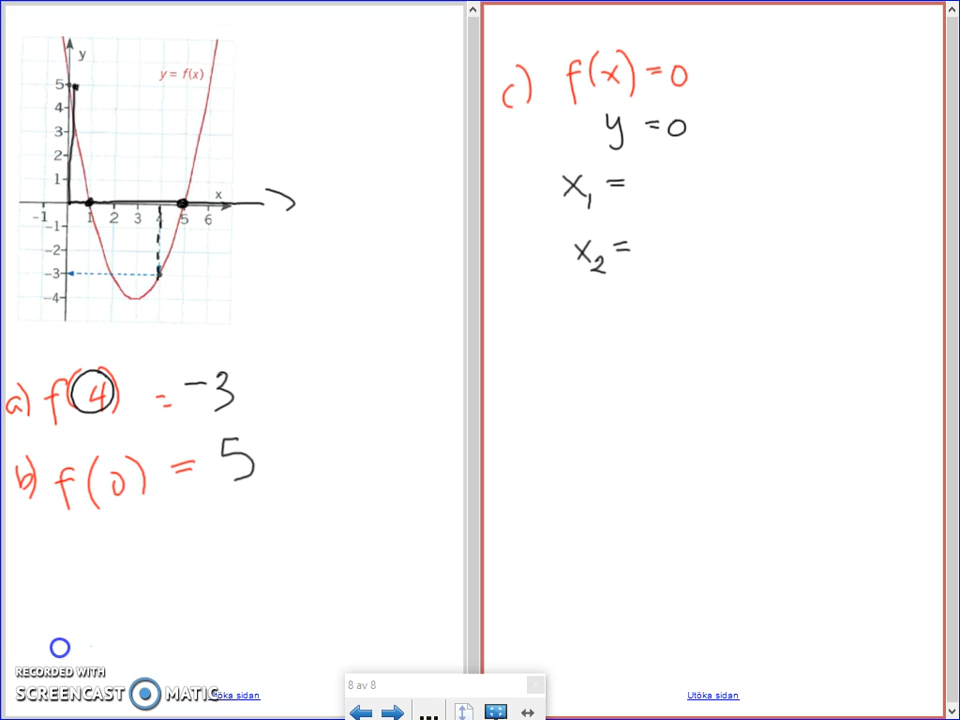 y
y = f(x)
5
4
3
2
1
x
-1 1 2 3 4 5 6
-1
-2
-3
-4
a) f(4) = -3
b) f(0) = 5
RECORDED WITH
SCREENCAST MATIC
Utöka sidan
8 av 8
c) f(x) = 0
y = 0
x₁ =
x₂ =
Utöka sidan